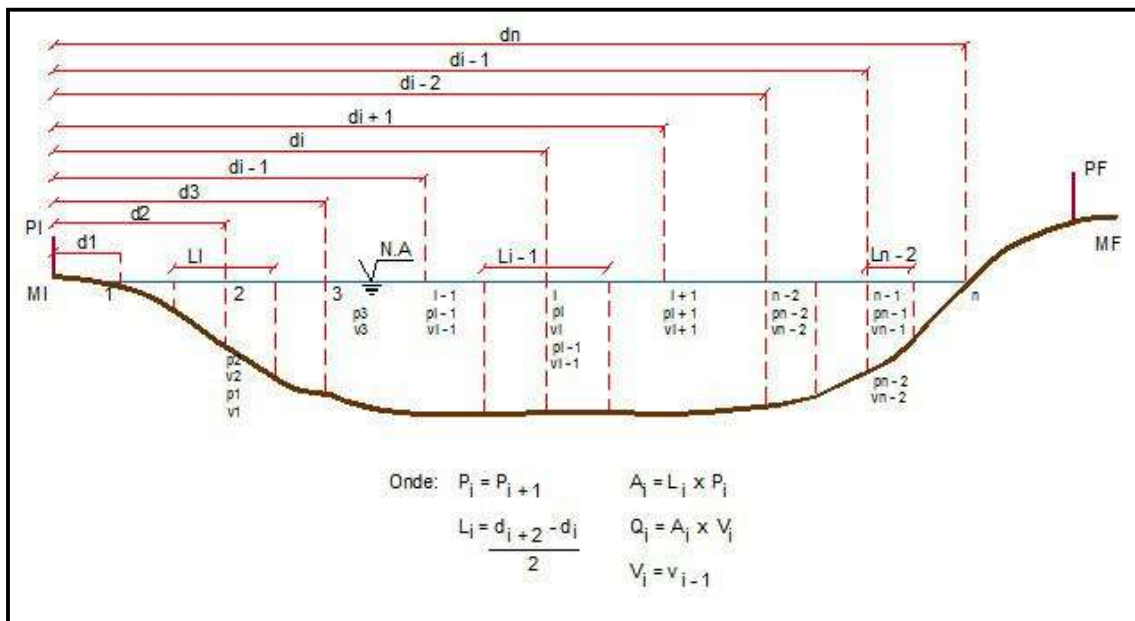 dn
di - 1
di - 2
di + 1
di
di - 1
d3
d2
d1
PI
PF
MI
MF
LI
N.A
Li - 1
Ln - 2
1
2
3
I - 1
I
I + 1
n - 2
n - 1
n
p3
v3
pI - 1
vI - 1
pI
vI
pI - 1
vI - 1
pI + 1
vI + 1
pn - 2
vn - 2
pn - 1
vn - 1
p2
v2
p1
v1
pn - 2
vn - 2
Onde: Pi = Pi + 1 Ai = Li x Pi
Li = di + 2 - di Qi = Ai x Vi
2
Vi = vi - 1